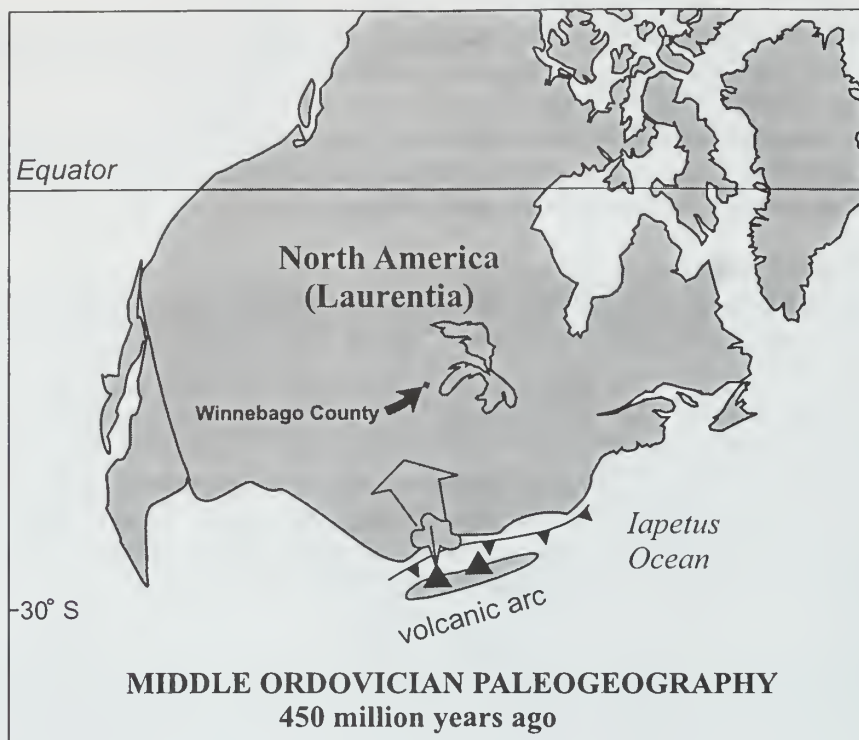 Equator
North America
(Laurentia)
Winnebago County
Iapetus
Ocean
30° S
volcanic arc
MIDDLE ORDOVICIAN PALEOGEOGRAPHY
450 million years ago